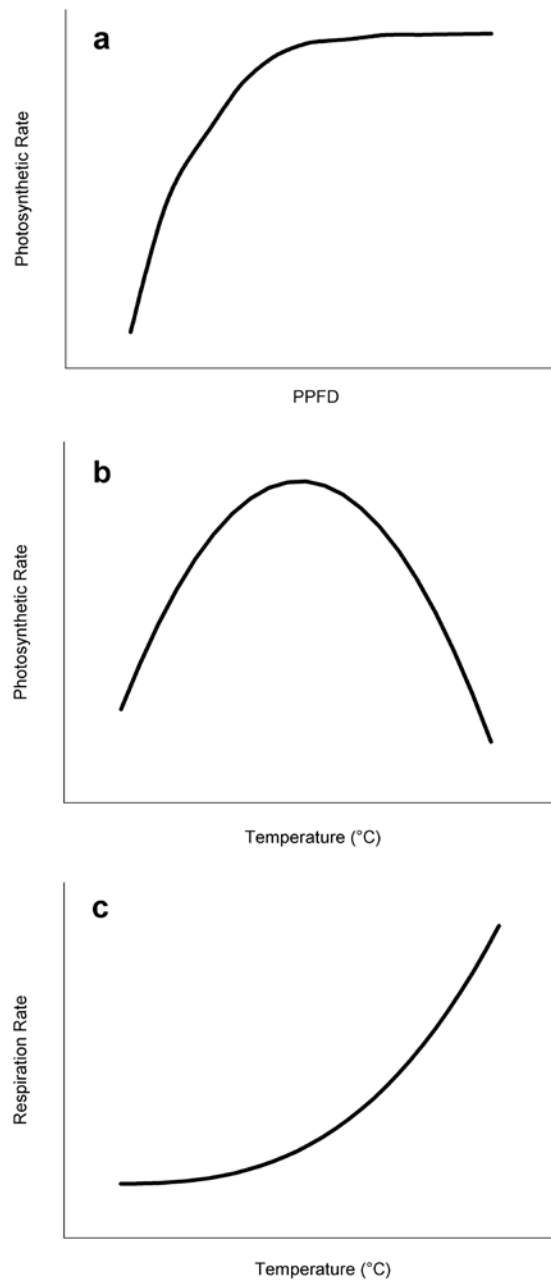 a
Photosynthetic Rate
PPFD
b
Photosynthetic Rate
Temperature (°C)
c
Respiration Rate
Temperature (°C)